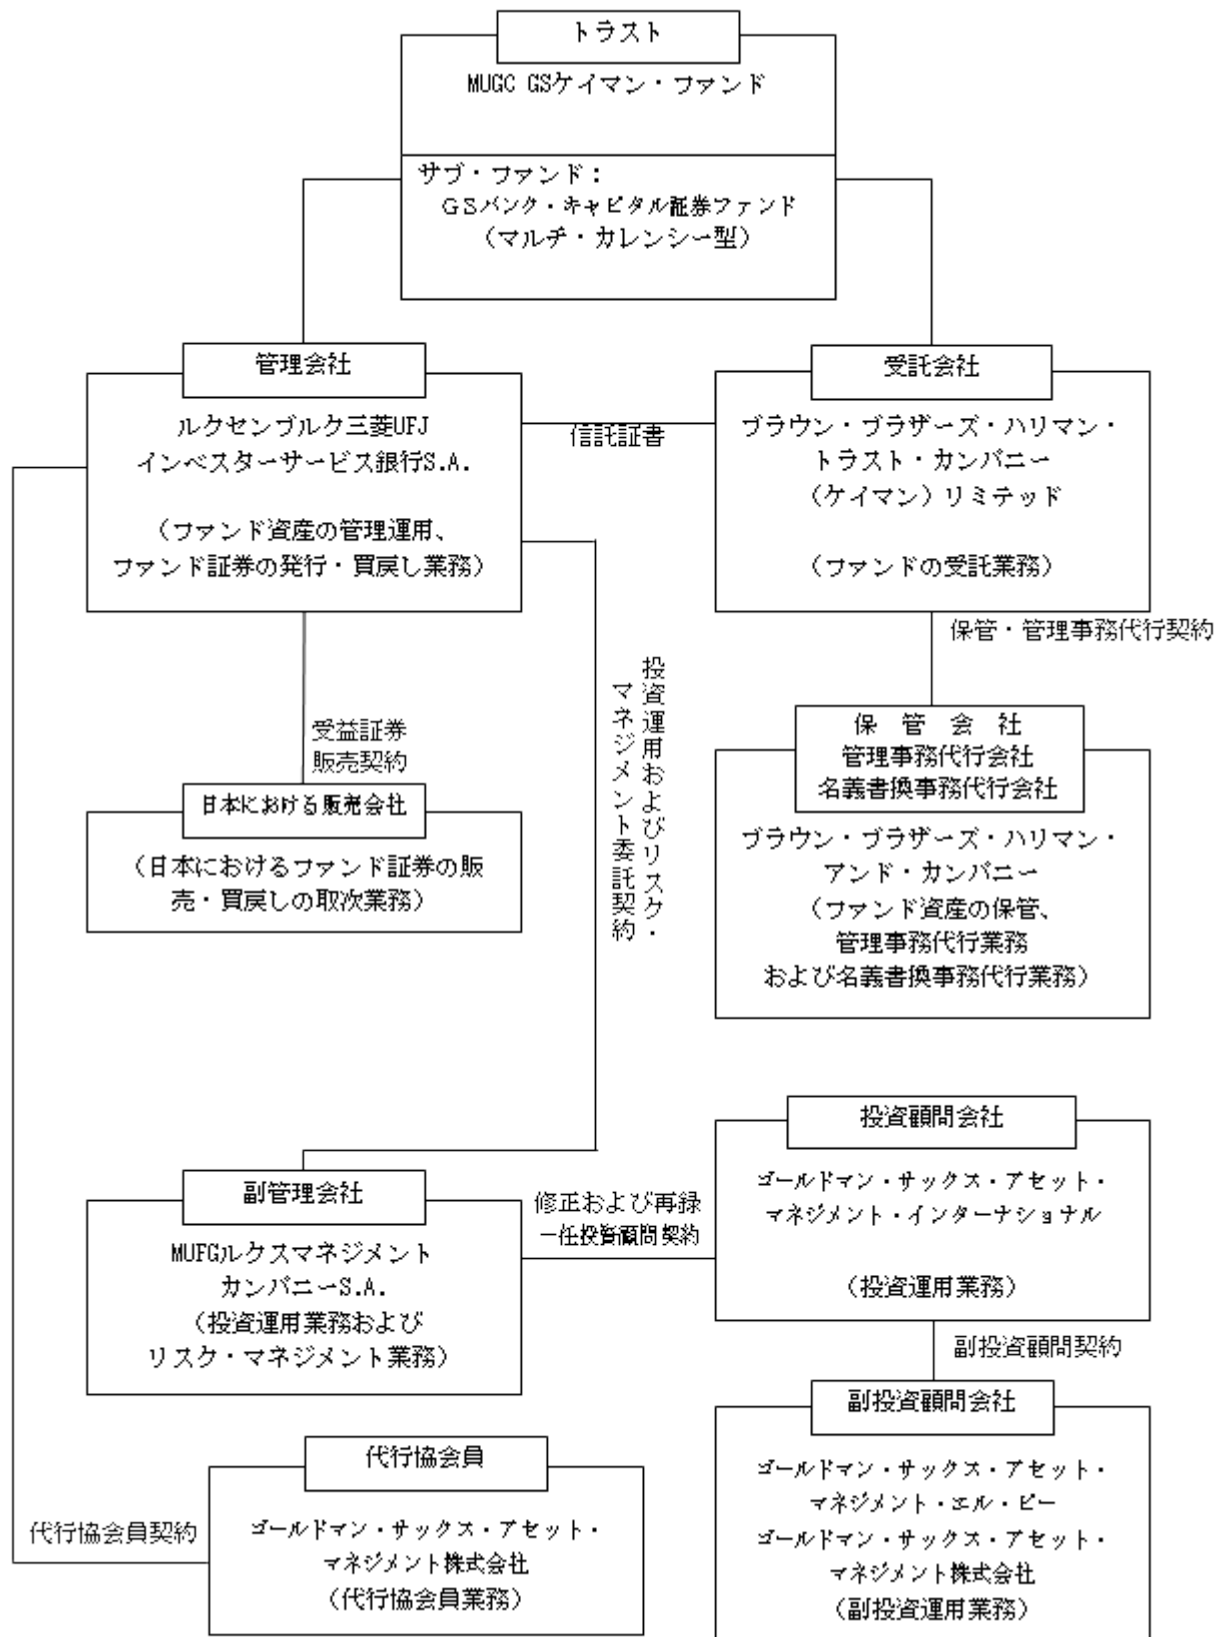 トラスト
MUGC GSケイマン・ファンド
サブ・ファンド：
GSバンク・キャピタル証券ファンド
（マルチ・カレンシー型）
管理会社
ルクセンブルク三菱UFJ
インベスターサービス銀行S.A.
（ファンド資産の管理運用、
ファンド証券の発行・買戻し業務）
信託証書
受託会社
ブラウン・ブラザーズ・ハリマン・
トラスト・カンパニー
（ケイマン）リミテッド
（ファンドの受託業務）
保管・管理事務代行契約
受益証券
販売契約
投資運用およびリスク・
マネジメント委託契約
日本における販売会社
（日本におけるファンド証券の販
売・買戻しの取次業務）
保管会社
管理事務代行会社
名義書換事務代行会社
ブラウン・ブラザーズ・ハリマン・
アンド・カンパニー
（ファンド資産の保管、
管理事務代行業務
および名義書換事務代行業務）
副管理会社
MUFGルクスマネジメント
カンパニーS.A.
（投資運用業務および
リスク・マネジメント業務）
修正および再録
一任投資顧問契約
投資顧問会社
ゴールドマン・サックス・アセット・
マネジメント・インターナショナル
（投資運用業務）
副投資顧問契約
代行協会員契約
代行協会員
ゴールドマン・サックス・アセット・
マネジメント株式会社
（代行協会員業務）
副投資顧問会社
ゴールドマン・サックス・アセット・
マネジメント・エル・ピー
ゴールドマン・サックス・アセット・
マネジメント株式会社
（副投資運用業務）